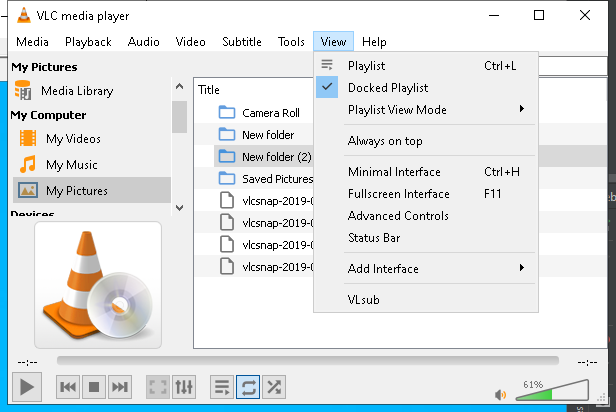 VLC media player
Media Playback Audio Video Subtitle Tools View Help
My Pictures
Media Library
My Computer
My Videos
My Music
My Pictures
Devices
Title
Camera Roll
New folder
New folder (2)
Saved Pictures
vlcsnap-2019-0
vlcsnap-2019-0
vlcsnap-2019-0
vlcsnap-2019-0
Playlist Ctrl+L
Docked Playlist
Playlist View Mode
Always on top
Minimal Interface Ctrl+H
Fullscreen Interface F11
Advanced Controls
Status Bar
Add Interface
VLsub
--:-- --:--
61%